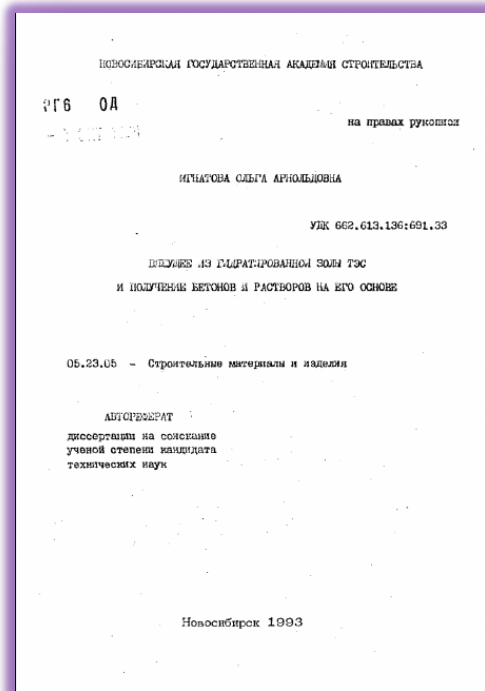 НОВОСИБИРСКАЯ ГОСУДАРСТВЕННАЯ АКАДЕМИЯ СТРОИТЕЛЬСТВА
РГ6 ОД
на правах рукописи
ИГНАТОВА ОЛЬГА АРНОЛЬДОВНА
УДК 662.613.136:691.33
ВЯЖУЩЕЕ ИЗ ГИДРАТИРОВАННОЙ ЗОЛЫ ТЭС
И ПОЛУЧЕНИЕ БЕТОНОВ И РАСТВОРОВ НА ЕГО ОСНОВЕ
05.23.05 - Строительные материалы и изделия
АВТОРЕФЕРАТ
диссертации на соискание
ученой степени кандидата
технических наук
Новосибирск 1993